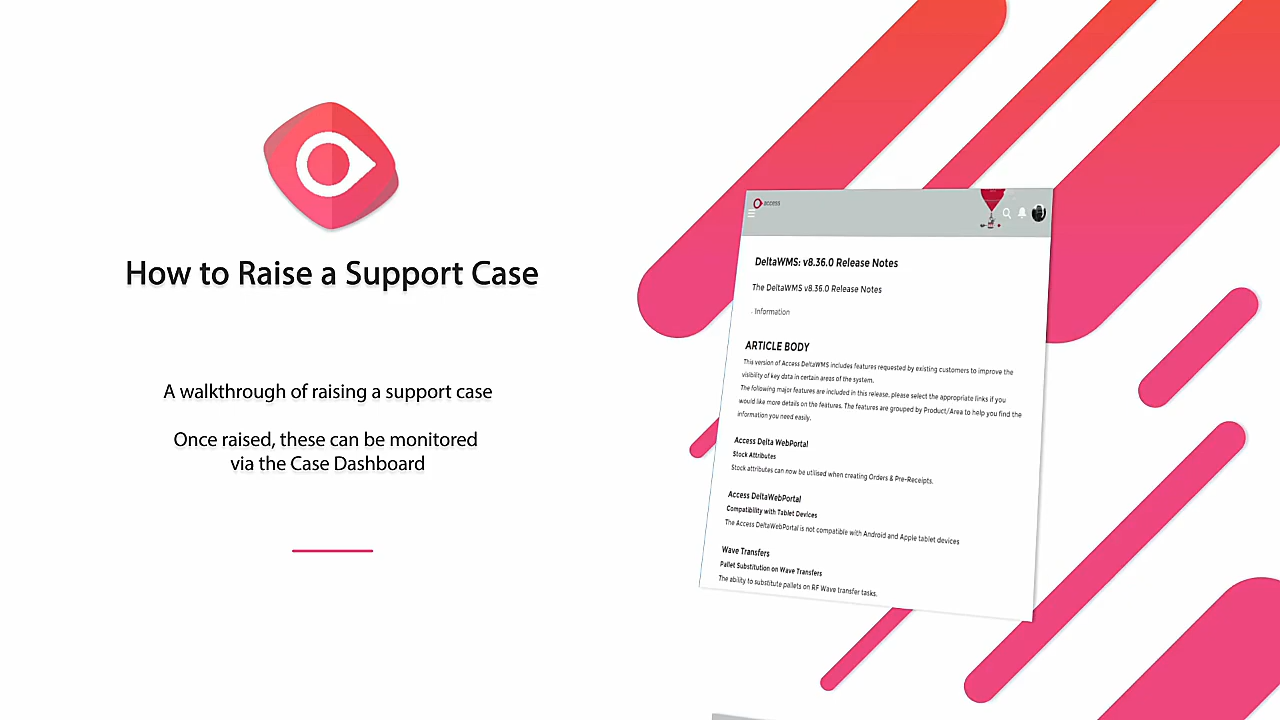 How to Raise a Support Case
A walkthrough of raising a support case
Once raised, these can be monitored
via the Case Dashboard
access
DeltaWMS: v8.36.0 Release Notes
The DeltaWMS v8.36.0 Release Notes
Information
ARTICLE BODY
This version of Access DeltaWMS includes features requested by existing customers to improve the
visibility of key data in certain areas of the system.
The following major features are included in this release, please select the appropriate links if you
would like more details on the features. The features are grouped by Product/Area to help you find the
information you need easily.
Access Delta WebPortal
Stock Attributes
Stock attributes can now be utilised when creating Orders & Pre-Receipts.
Access DeltaWebPortal
Compatibility with Tablet Devices
The Access DeltaWebPortal is not compatible with Android and Apple tablet devices
Wave Transfers
Pallet Substitution on Wave Transfers
The ability to substitute pallets on RF Wave transfer tasks.